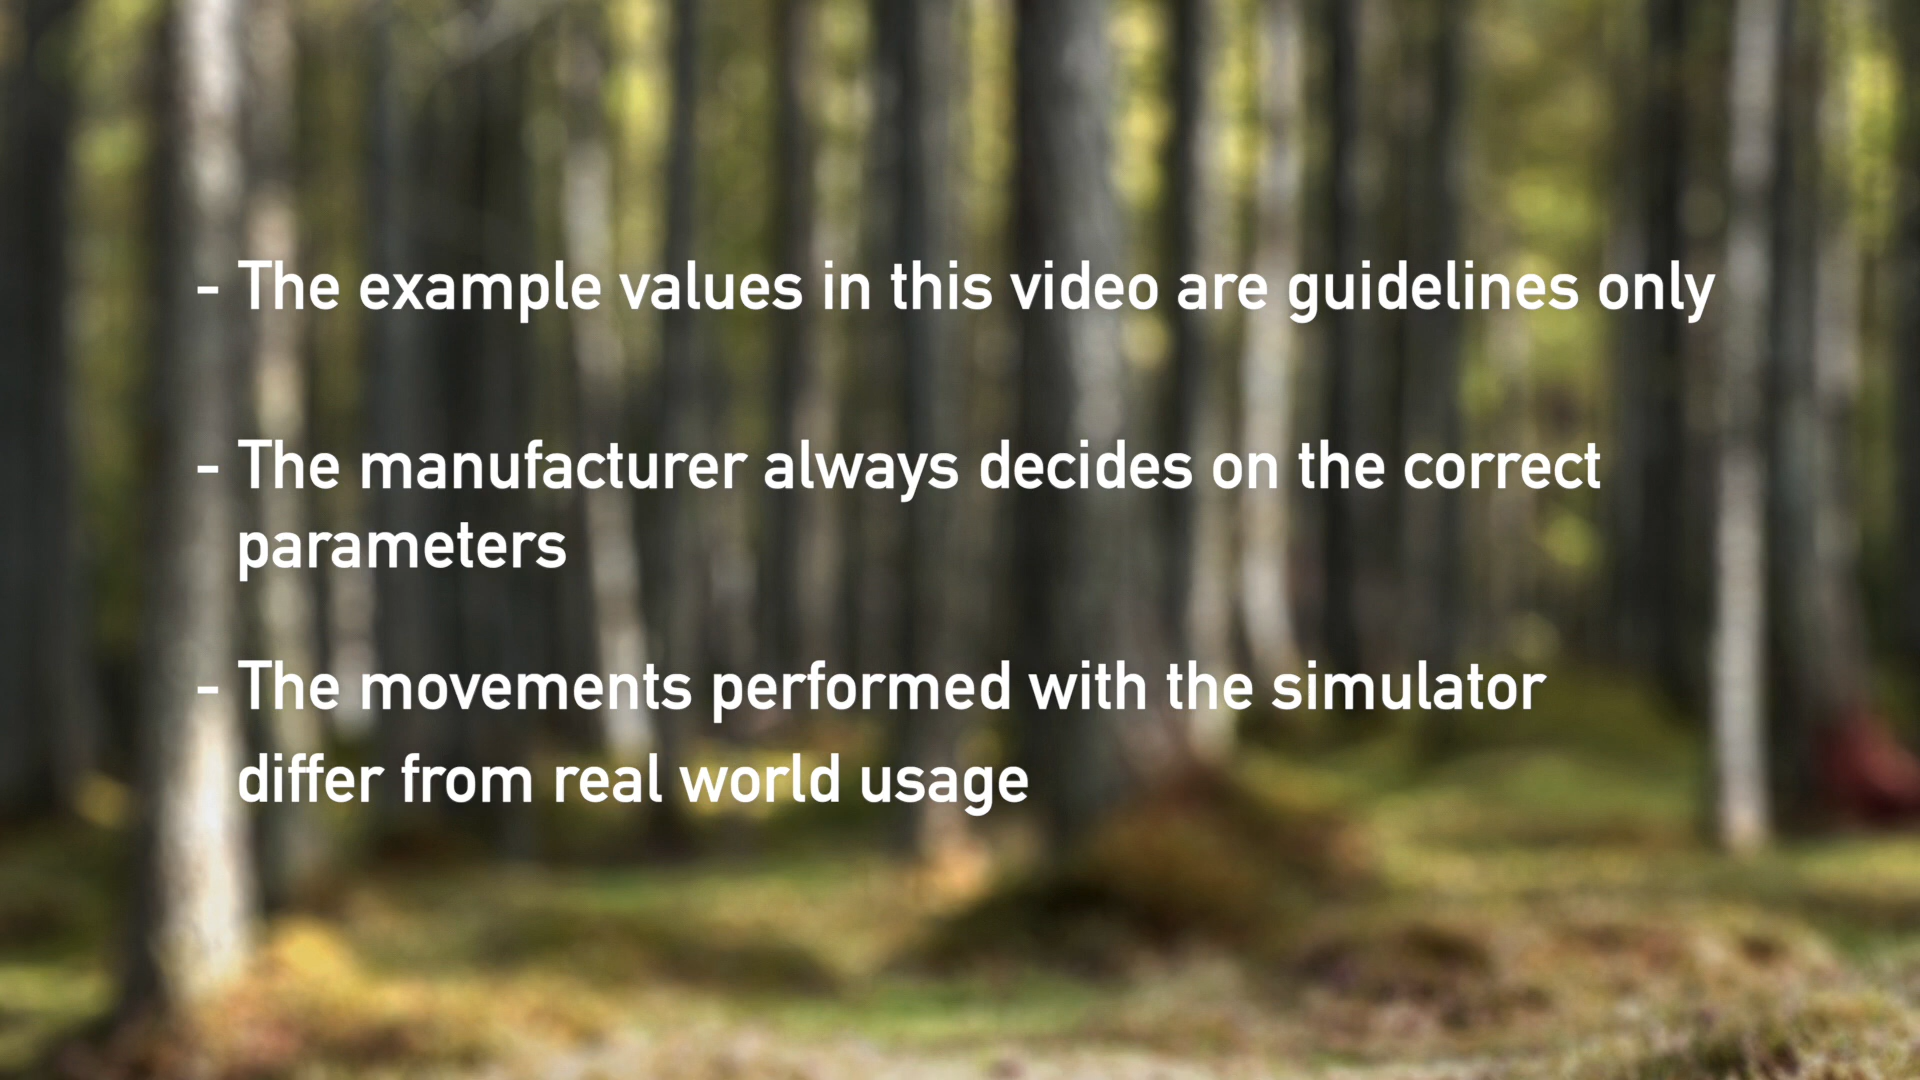 - The example values in this video are guidelines only
- The manufacturer always decides on the correct
parameters
- The movements performed with the simulator
differ from real world usage